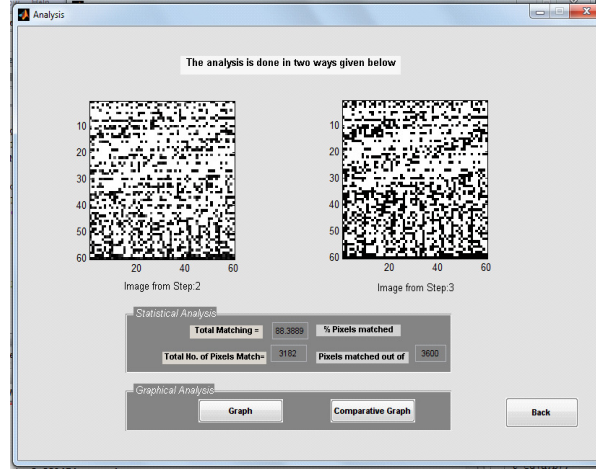 Analysis
The analysis is done in two ways given below
10
20
30
40
50
60
20 40 60
Image from Step:2
10
20
30
40
50
60
20 40 60
Image from Step:3
Statistical Analysis
Total Matching = 88.3889 % Pixels matched
Total No. of Pixels Match= 3182 Pixels matched out of 3600
Graphical Analysis
Graph Comparative Graph
Back